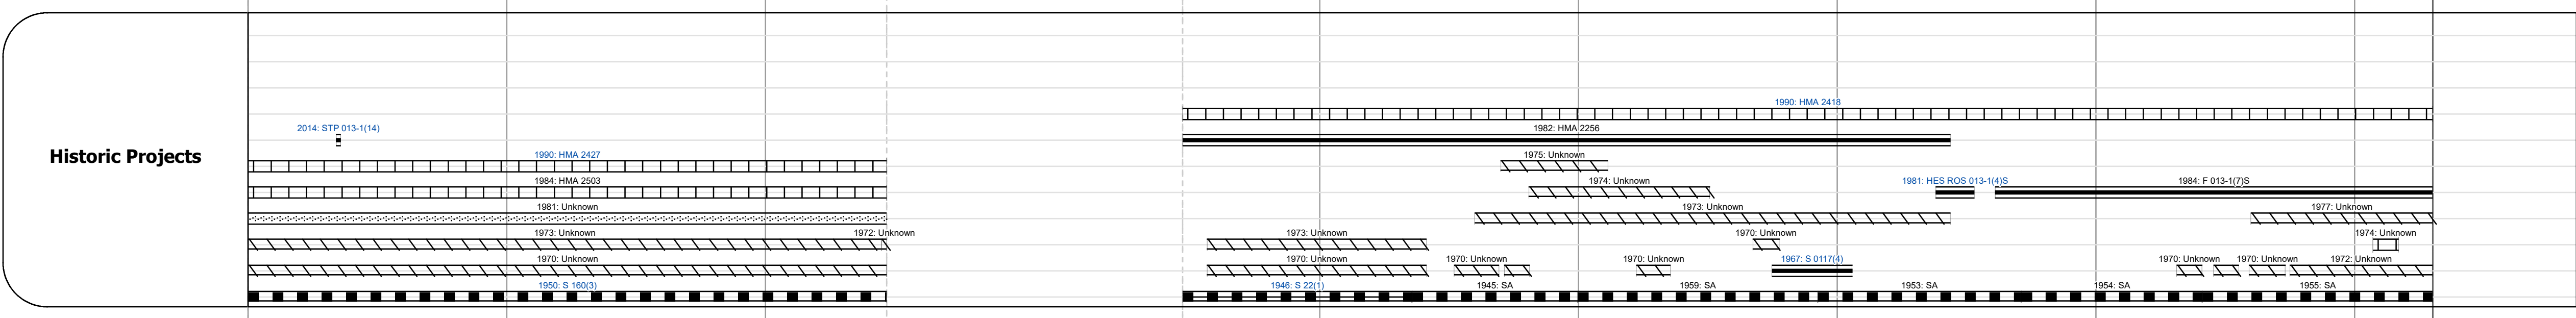 1990: HMA 2418
2014: STP 013-1(14)
1982: HMA 2256
Historic Projects
1990: HMA 2427
1975: Unknown
1984: HMA 2503
1974: Unknown
1981: HES ROS 013-1(4)S
1984: F 013-1(7)S
1981: Unknown
1973: Unknown
1977: Unknown
1973: Unknown
1972: Unknown
1973: Unknown
1970: Unknown
1974: Unknown
1970: Unknown
1970: Unknown
1970: Unknown
1970: Unknown
1967: S 0117(4)
1970: Unknown
1970: Unknown
1972: Unknown
1950: S 160(3)
1946: S 22(1)
1945: SA
1959: SA
1953: SA
1954: SA
1955: SA